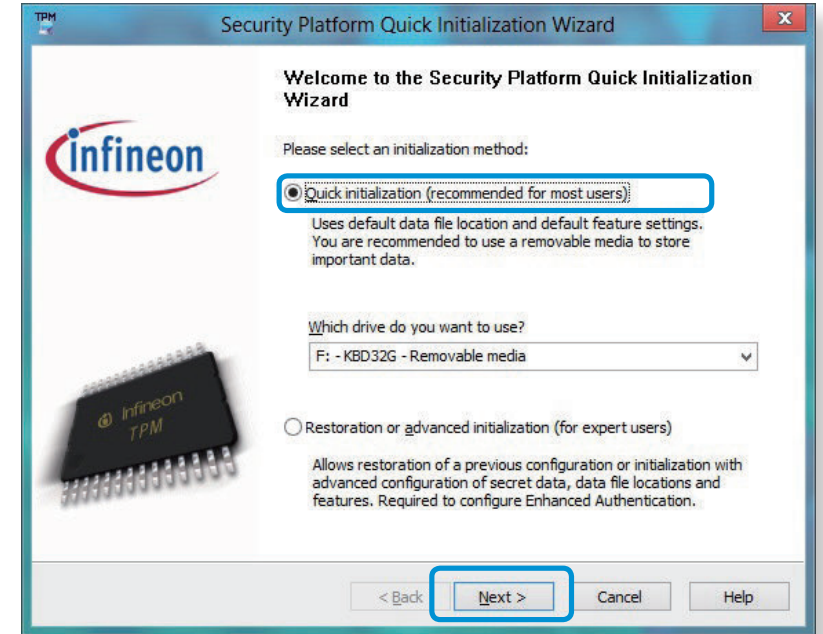 TPM
Security Platform Quick Initialization Wizard
x
Welcome to the Security Platform Quick Initialization
Wizard
infineon
Please select an initialization method:
Quick initialization (recommended for most users)
Uses default data file location and default feature settings.
You are recommended to use a removable media to store
important data.
Which drive do you want to use?
F: - KBD32G - Removable media
Infineon
TPM
Restoration or advanced initialization (for expert users)
Allows restoration of a previous configuration or initialization with
advanced configuration of secret data, data file locations and
features. Required to configure Enhanced Authentication.
< Back
Next >
Cancel
Help